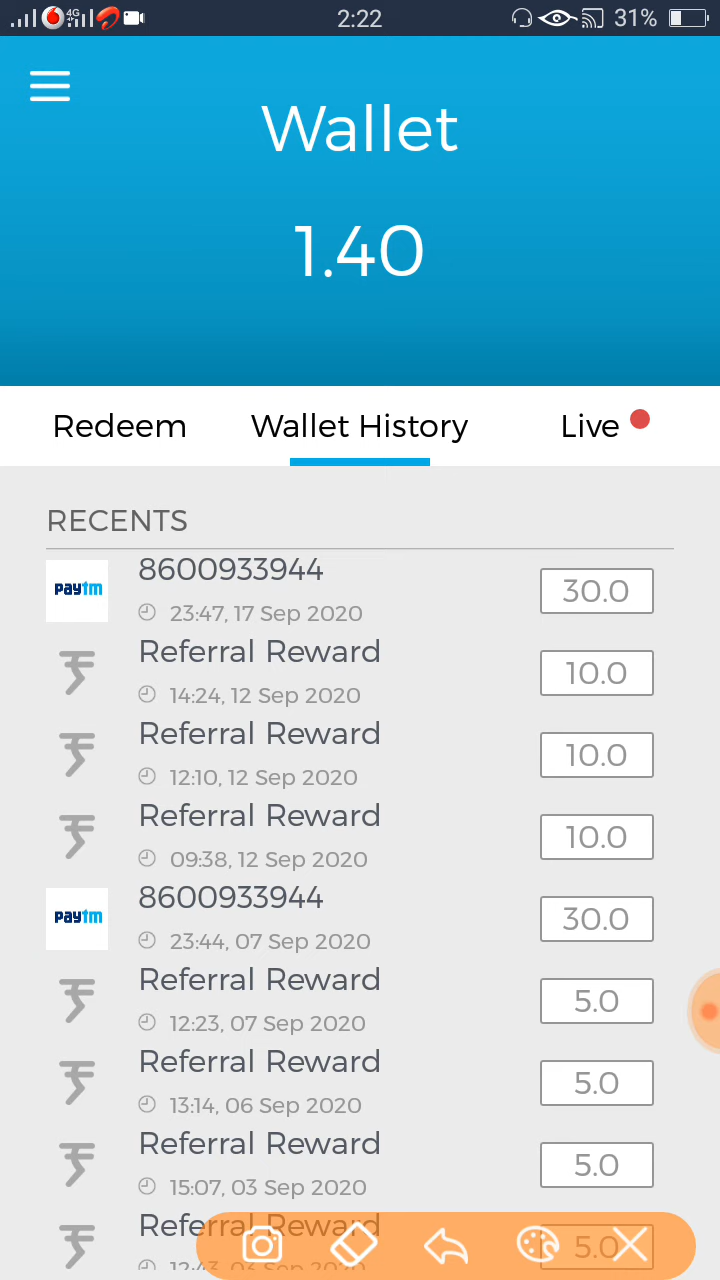 4G 2:22 31%
Wallet
1.40
Redeem Wallet History Live
RECENTS
paytm 8600933944 30.0
23:47, 17 Sep 2020
Referral Reward 10.0
14:24, 12 Sep 2020
Referral Reward 10.0
12:10, 12 Sep 2020
Referral Reward 10.0
09:38, 12 Sep 2020
paytm 8600933944 30.0
23:44, 07 Sep 2020
Referral Reward 5.0
12:23, 07 Sep 2020
Referral Reward 5.0
13:14, 06 Sep 2020
Referral Reward 5.0
15:07, 03 Sep 2020
Referral Reward 5.0